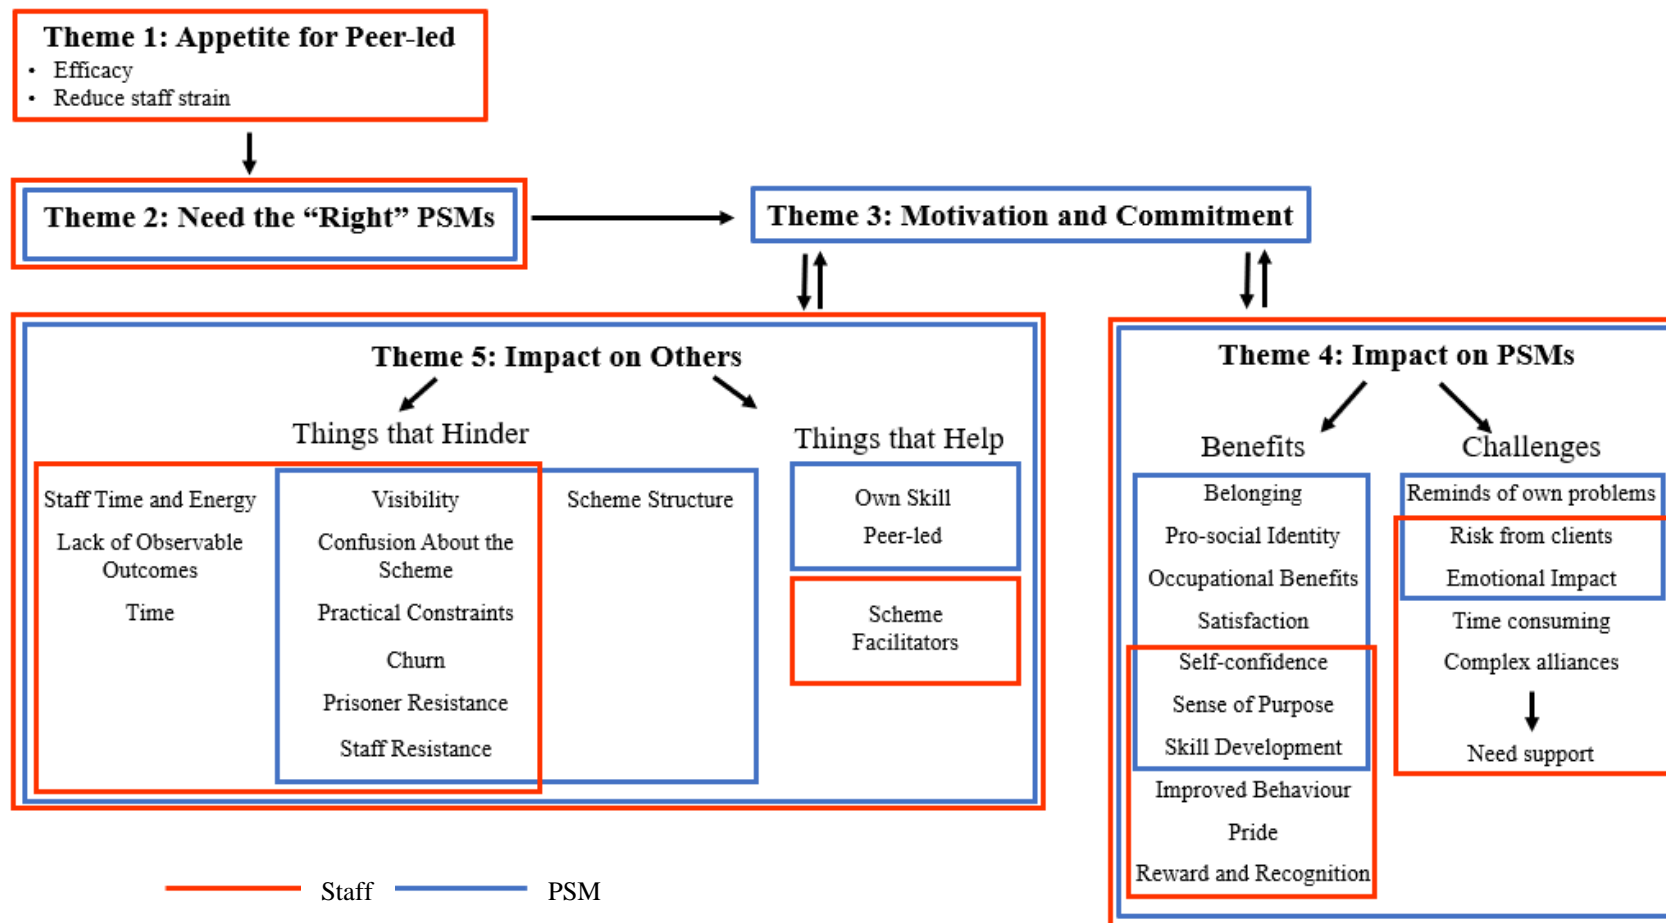 Theme 1: Appetite for Peer-led
• Efficacy
• Reduce staff strain
Theme 2: Need the “Right” PSMs
Theme 3: Motivation and Commitment
Theme 5: Impact on Others
Things that Hinder
Staff Time and Energy
Lack of Observable
Outcomes
Time
Visibility
Confusion About the
Scheme
Practical Constraints
Churn
Prisoner Resistance
Staff Resistance
Scheme Structure
Things that Help
Own Skill
Peer-led
Scheme
Facilitators
Theme 4: Impact on PSMs
Benefits
Belonging
Pro-social Identity
Occupational Benefits
Satisfaction
Self-confidence
Sense of Purpose
Skill Development
Improved Behaviour
Pride
Reward and Recognition
Challenges
Reminds of own problems
Risk from clients
Emotional Impact
Time consuming
Complex alliances
Need support
Staff
PSM